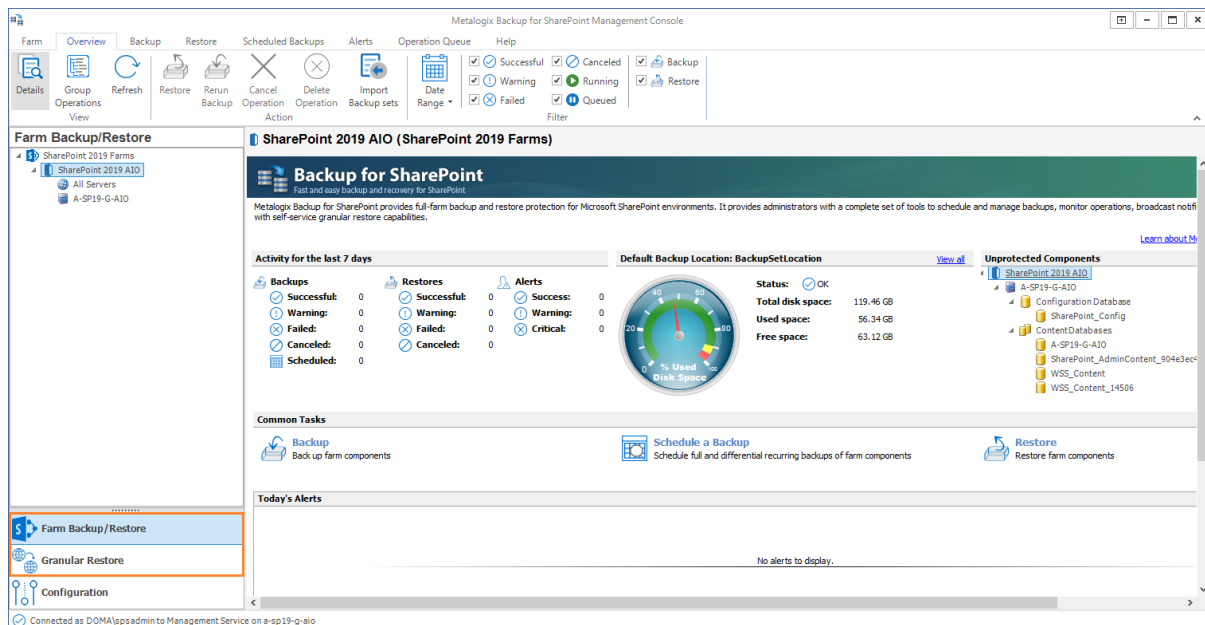 Metalogix Backup for SharePoint Management Console
Farm Overview Backup Restore Scheduled Backups Alerts Operation Queue Help
Details
Group Operations
Refresh
Restore
Rerun Backup
Cancel Operation
Delete Operation
Import Backup sets
Date Range
Successful Canceled Backup
Warning Running Restore
Failed Queued
View Action Filter
Farm Backup/Restore
SharePoint 2019 Farms
SharePoint 2019 AIO
All Servers
A-SP19-G-AIO
SharePoint 2019 AIO (SharePoint 2019 Farms)
Backup for SharePoint
Fast and easy backup and recovery for SharePoint
Metalogix Backup for SharePoint provides full-farm backup and restore protection for Microsoft SharePoint environments. It provides administrators with a complete set of tools to schedule and manage backups, monitor operations, broadcast notifi
with self-service granular restore capabilities.
Learn about M
Activity for the last 7 days
Backups
Successful: 0
Warning: 0
Failed: 0
Canceled: 0
Scheduled: 0
Restores
Successful: 0
Warning: 0
Failed: 0
Canceled: 0
Alerts
Success: 0
Warning: 0
Critical: 0
Default Backup Location: BackupSetLocation View all
0 20 40 60 80 100
% Used
Disk Space
Status: OK
Total disk space: 119.46 GB
Used space: 56.34 GB
Free space: 63.12 GB
Unprotected Components
SharePoint 2019 AIO
A-SP19-G-AIO
Configuration Database
SharePoint_Config
ContentDatabases
A-SP19-G-AIO
SharePoint_AdminContent_904e3ec4
WSS_Content
WSS_Content_14506
Common Tasks
Backup
Back up farm components
Schedule a Backup
Schedule full and differential recurring backups of farm components
Restore
Restore farm components
Today's Alerts
No alerts to display.
Farm Backup/Restore
Granular Restore
Configuration
Connected as DOMA\spsadmin to Management Service on a-sp19-g-aio